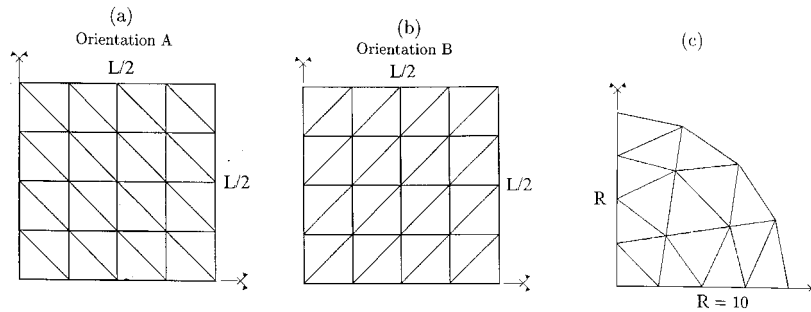 (a)
Orientation A
L/2
L/2
(b)
Orientation B
L/2
L/2
(c)
R
R = 10